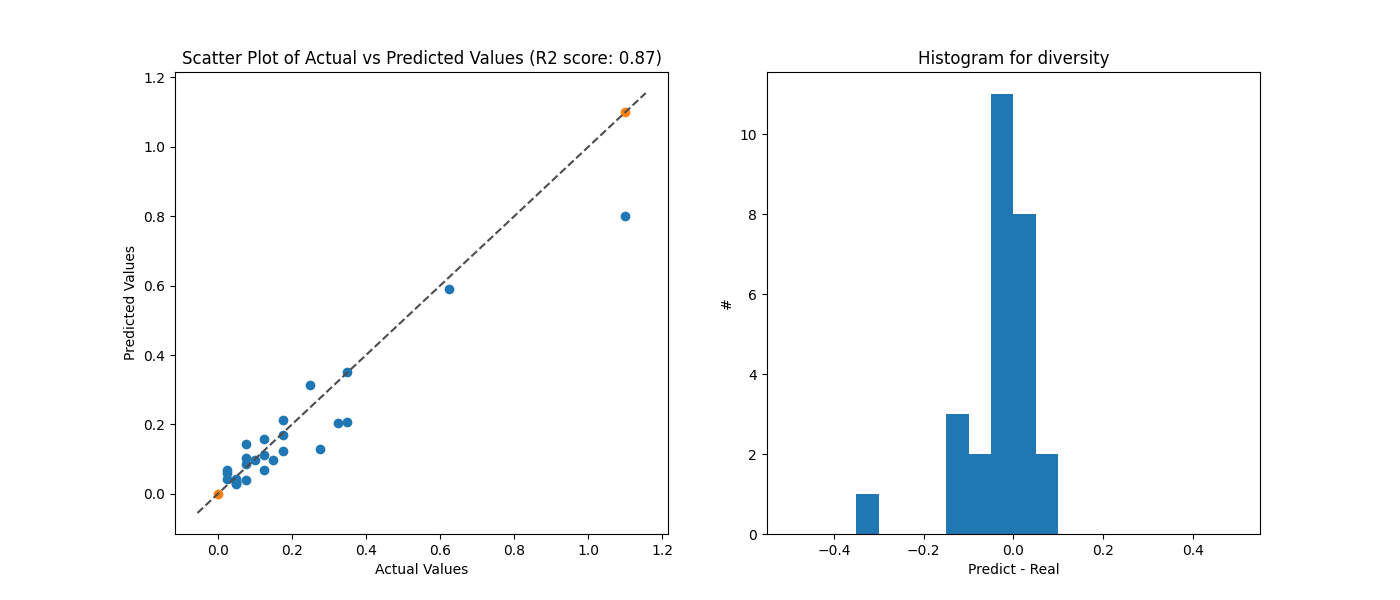 Scatter Plot of Actual vs Predicted Values (R2 score: 0.87)
1.2
1.0
0.8
0.6
0.4
0.2
0.0
Predicted Values
0.0 0.2 0.4 0.6 0.8 1.0 1.2
Actual Values
Histogram for diversity
10
8
6
4
2
0
#
−0.4 −0.2 0.0 0.2 0.4
Predict - Real